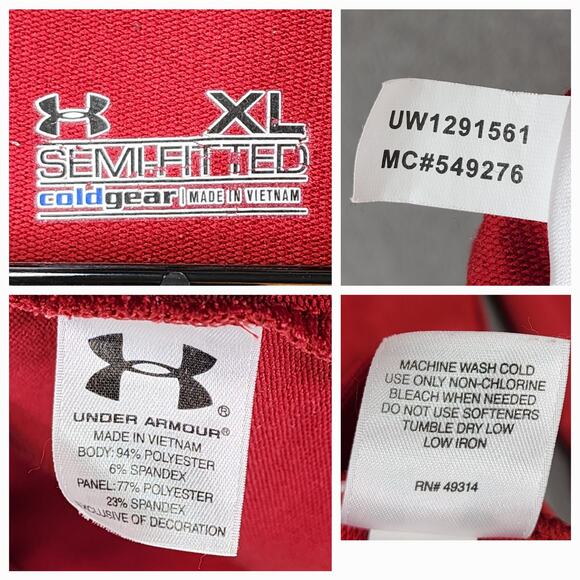 XL
SEMI-FITTED
coldgear | MADE IN VIETNAM
UW1291561
MC#549276
UNDER ARMOUR®
MADE IN VIETNAM
BODY: 94% POLYESTER
6% SPANDEX
PANEL: 77% POLYESTER
23% SPANDEX
EXCLUSIVE OF DECORATION
MACHINE WASH COLD
USE ONLY NON-CHLORINE
BLEACH WHEN NEEDED
DO NOT USE SOFTENERS
TUMBLE DRY LOW
LOW IRON
RN# 49314